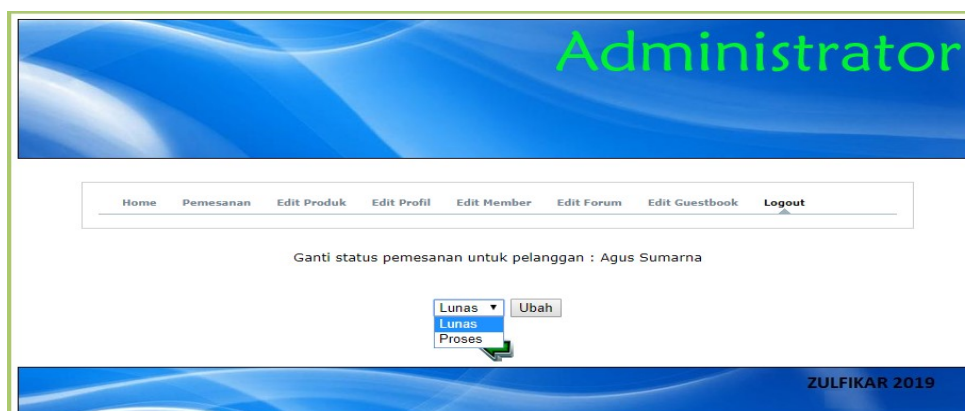 Administrator
Home Pemesanan Edit Produk Edit Profil Edit Member Edit Forum Edit Guestbook Logout
Ganti status pemesanan untuk pelanggan : Agus Sumarna
Lunas Ubah
Lunas
Proses
ZULFIKAR 2019